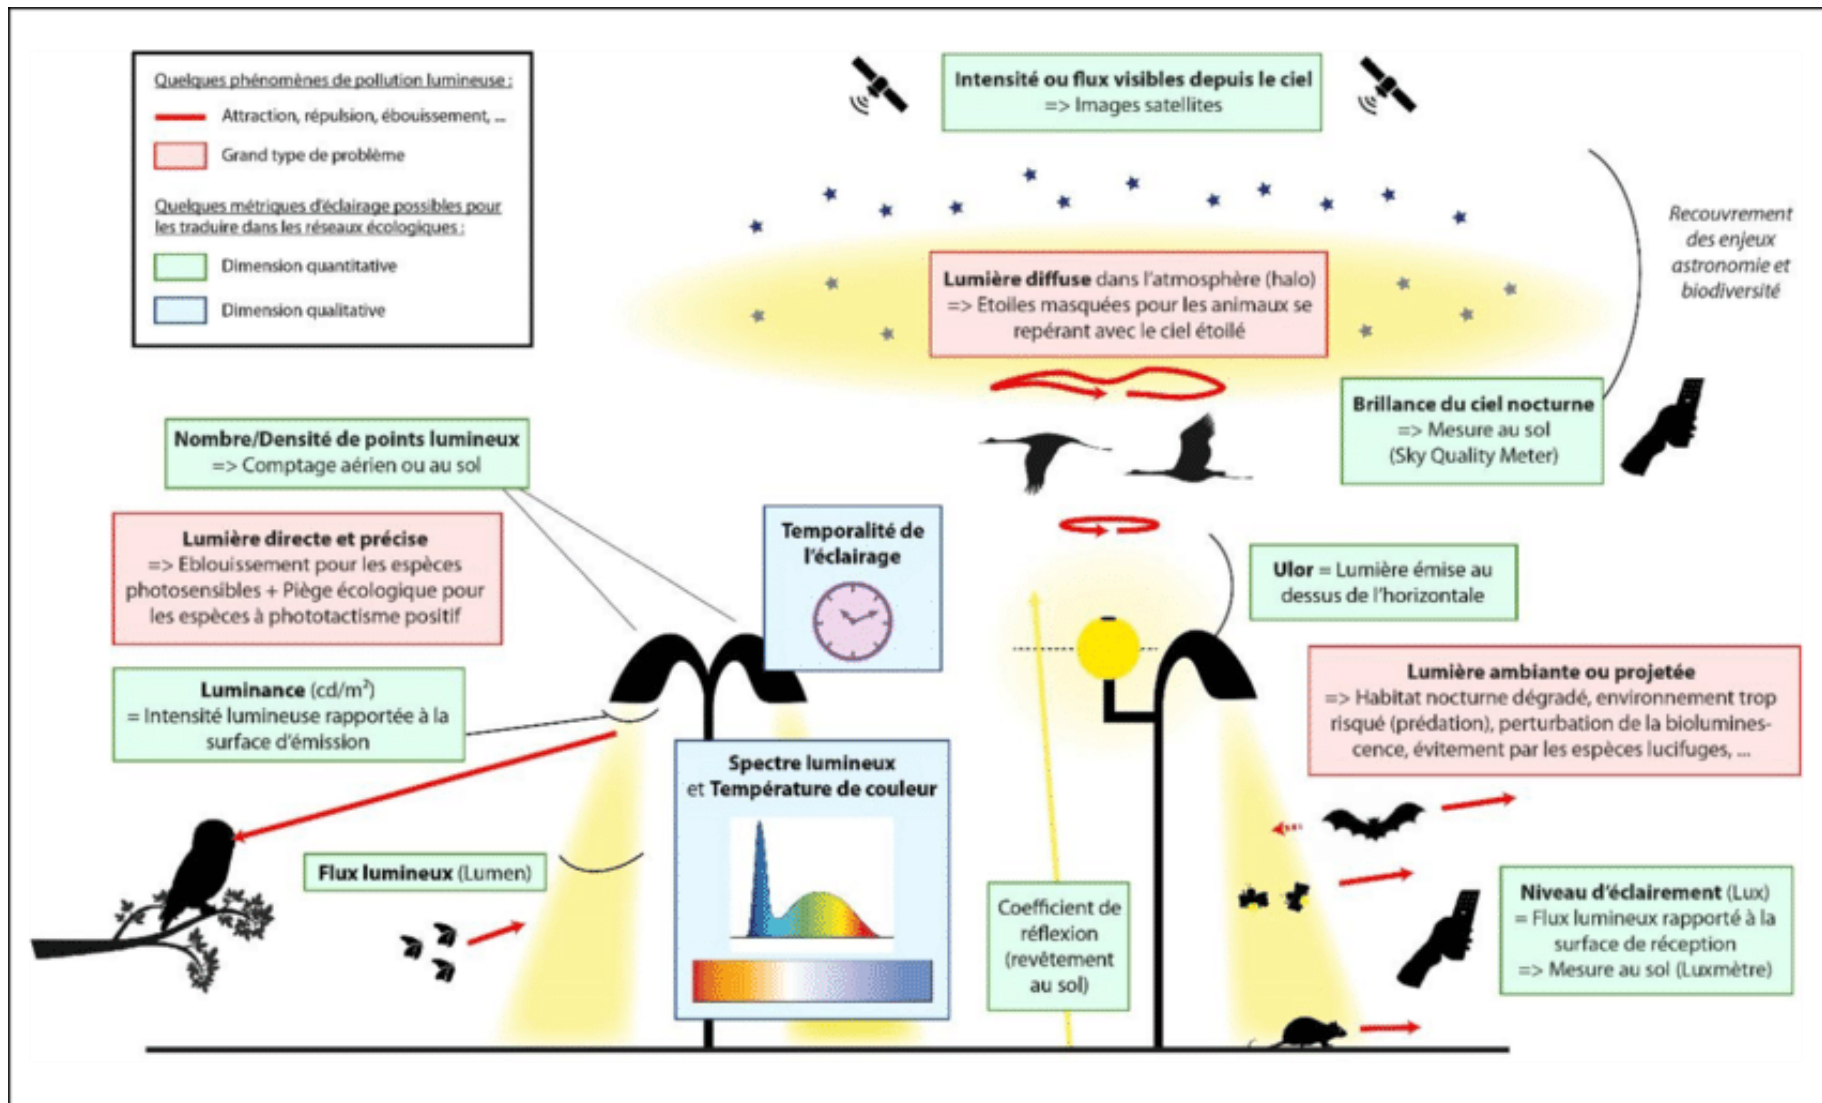 Quelques phénomènes de pollution lumineuse :
Attraction, répulsion, ébouissement, ...
Grand type de problème
Quelques métriques d'éclairage possibles pour
les traduire dans les réseaux écologiques :
Dimension quantitative
Dimension qualitative
Intensité ou flux visibles depuis le ciel
=> Images satellites
Recouvrement
des enjeux
astronomie et
biodiversité
Lumière diffuse dans l'atmosphère (halo)
=> Etoiles masquées pour les animaux se
repérant avec le ciel étoilé
Brillance du ciel nocturne
=> Mesure au sol
(Sky Quality Meter)
Nombre/Densité de points lumineux
=> Comptage aérien ou au sol
Lumière directe et précise
=> Eblouissement pour les espèces
photosensibles + Piège écologique pour
les espèces à phototactisme positif
Temporalité de
l'éclairage
Ulor = Lumière émise au
dessus de l'horizontale
Luminance (cd/m²)
= Intensité lumineuse rapportée à la
surface d'émission
Lumière ambiante ou projetée
=> Habitat nocturne dégradé, environnement trop
risqué (prédation), perturbation de la biolumines-
cence, évitement par les espèces lucifuges, ...
Spectre lumineux
et Température de couleur
Flux lumineux (Lumen)
Coefficient de
réflexion
(revêtement
au sol)
Niveau d'éclairement (Lux)
= Flux lumineux rapporté à la
surface de réception
=> Mesure au sol (Luxmètre)